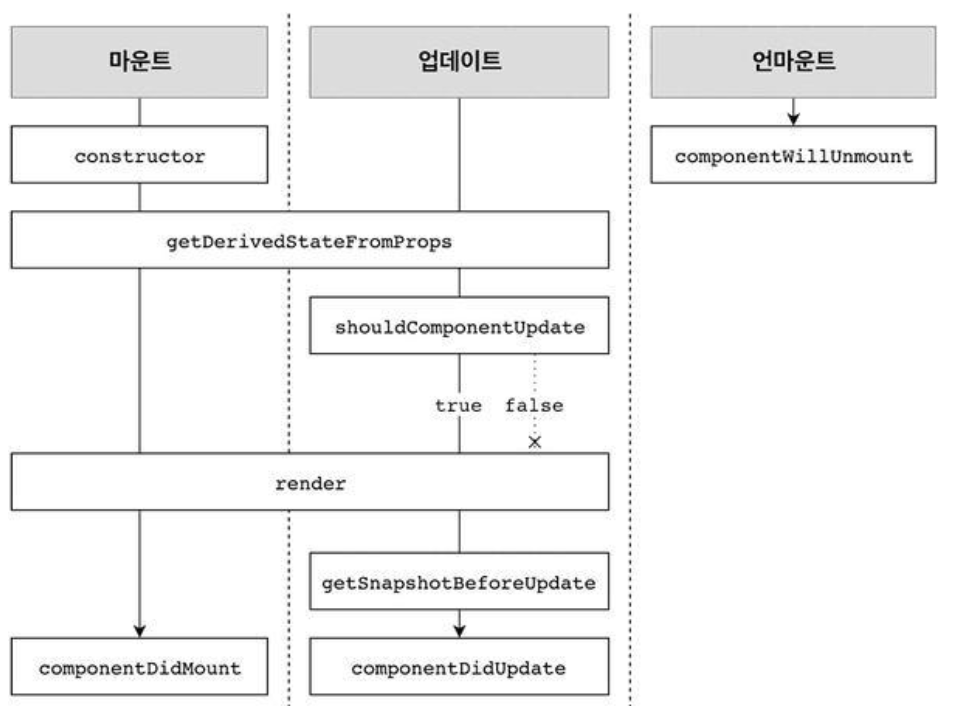 마운트
업데이트
언마운트
constructor
componentWillUnmount
getDerivedStateFromProps
shouldComponentUpdate
true false
render
getSnapshotBeforeUpdate
componentDidMount
componentDidUpdate